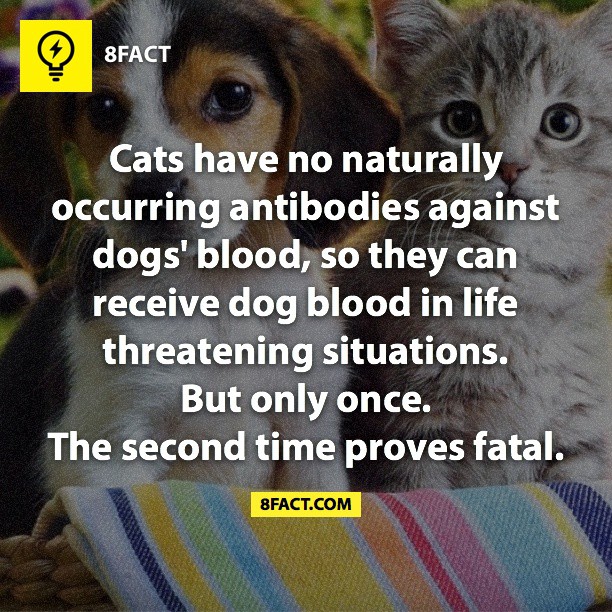 8FACT
Cats have no naturally
occurring antibodies against
dogs' blood, so they can
receive dog blood in life
threatening situations.
But only once.
The second time proves fatal.
8FACT.COM